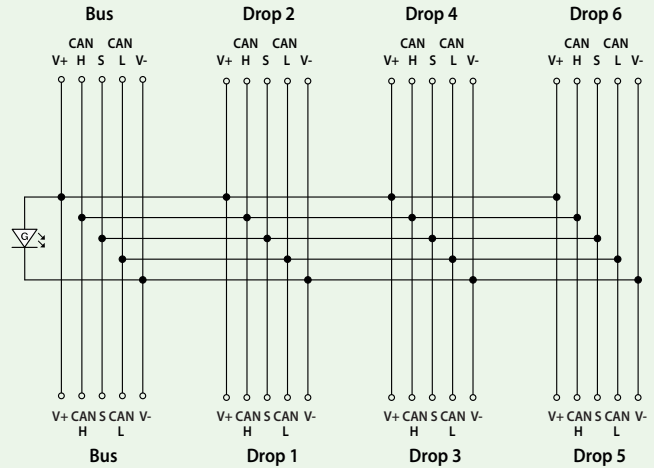 Bus Drop 2 Drop 4 Drop 6
CAN CAN CAN CAN CAN CAN CAN CAN
V+ H S L V- V+ H S L V- V+ H S L V- V+ H S L V-
G
V+ CAN S CAN V- V+ CAN S CAN V- V+ CAN S CAN V- V+ CAN S CAN V-
H L H L H L H L
Bus Drop 1 Drop 3 Drop 5